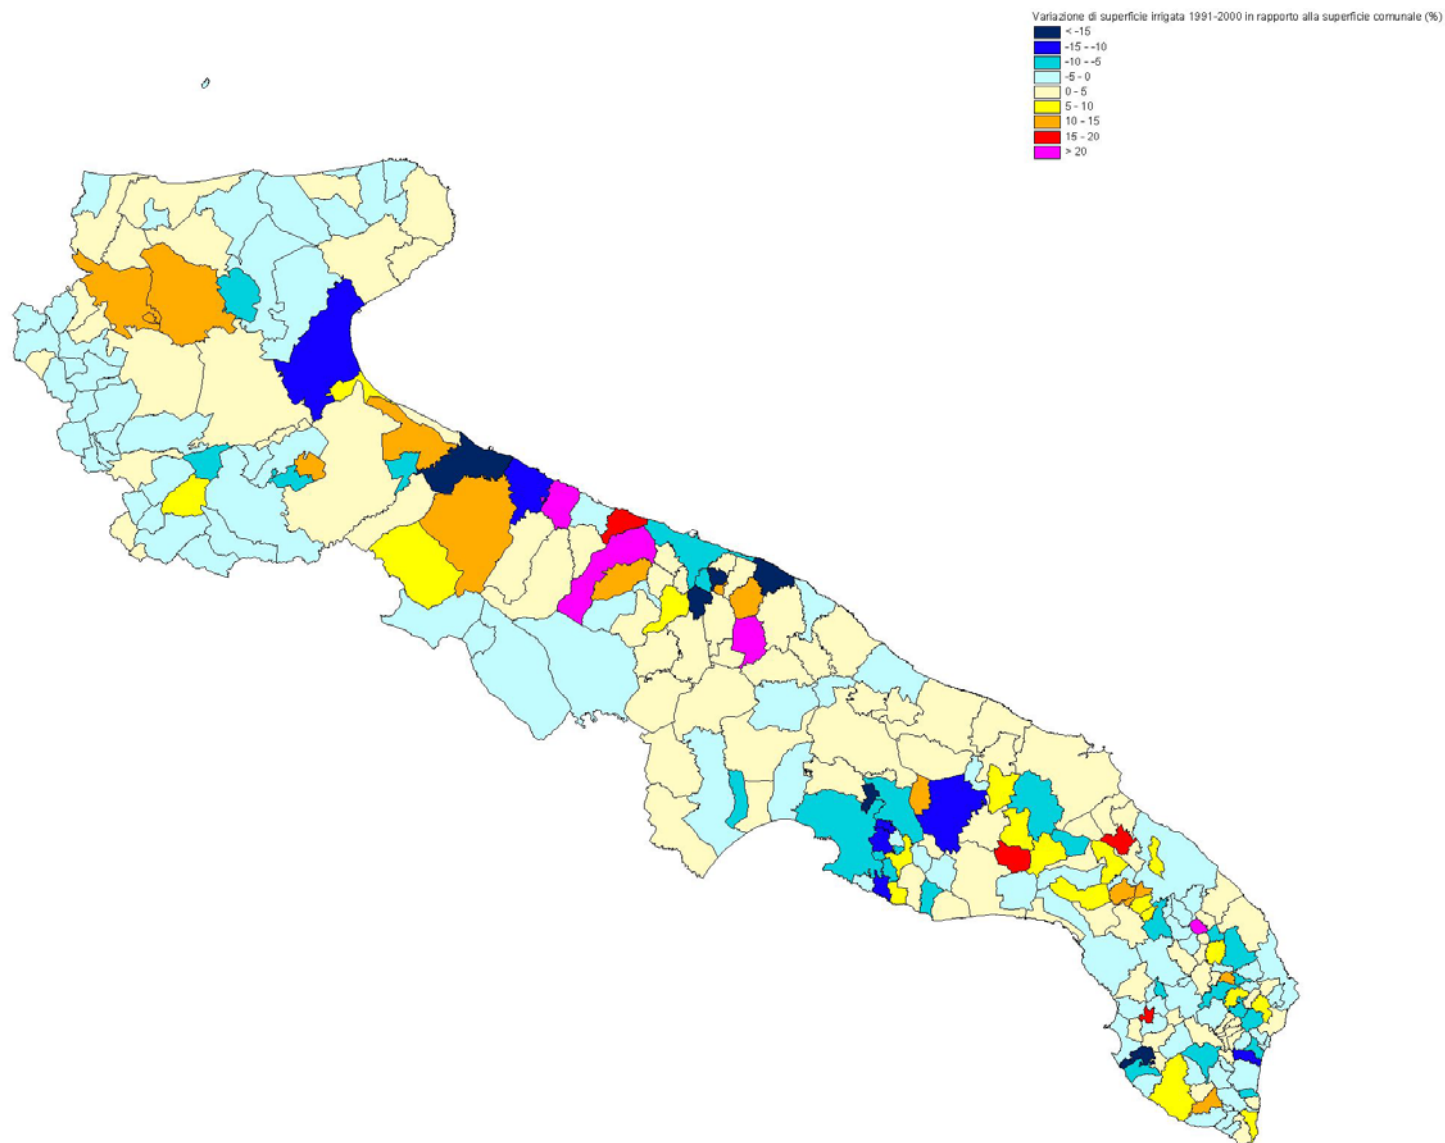 Variazione di superficie irrigata 1991-2000 in rapporto alla superficie comunale (%)
< -15
-15 - -10
-10 - -5
-5 - 0
0 - 5
5 - 10
10 - 15
15 - 20
> 20